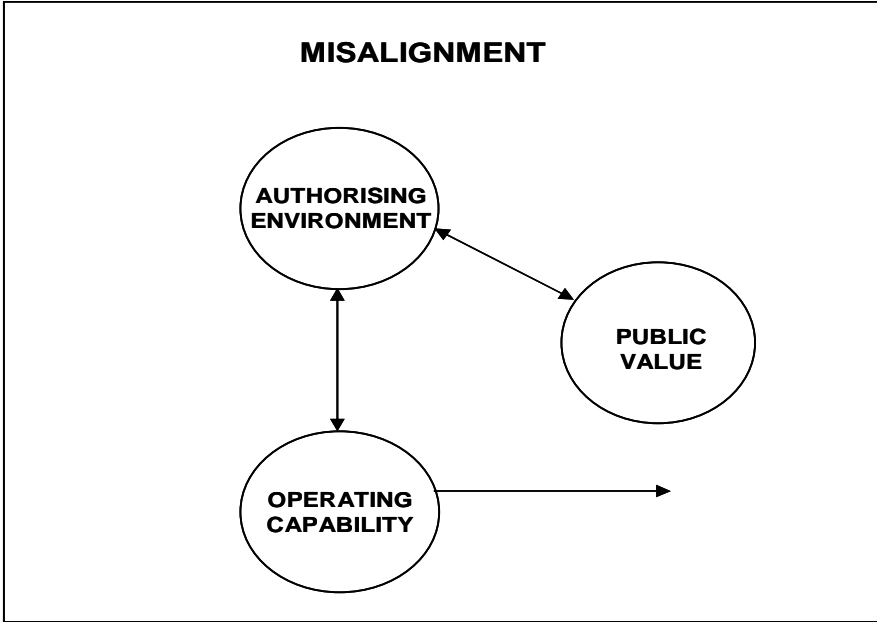 MISALIGNMENT
AUTHORISING
ENVIRONMENT
PUBLIC
VALUE
OPERATING
CAPABILITY